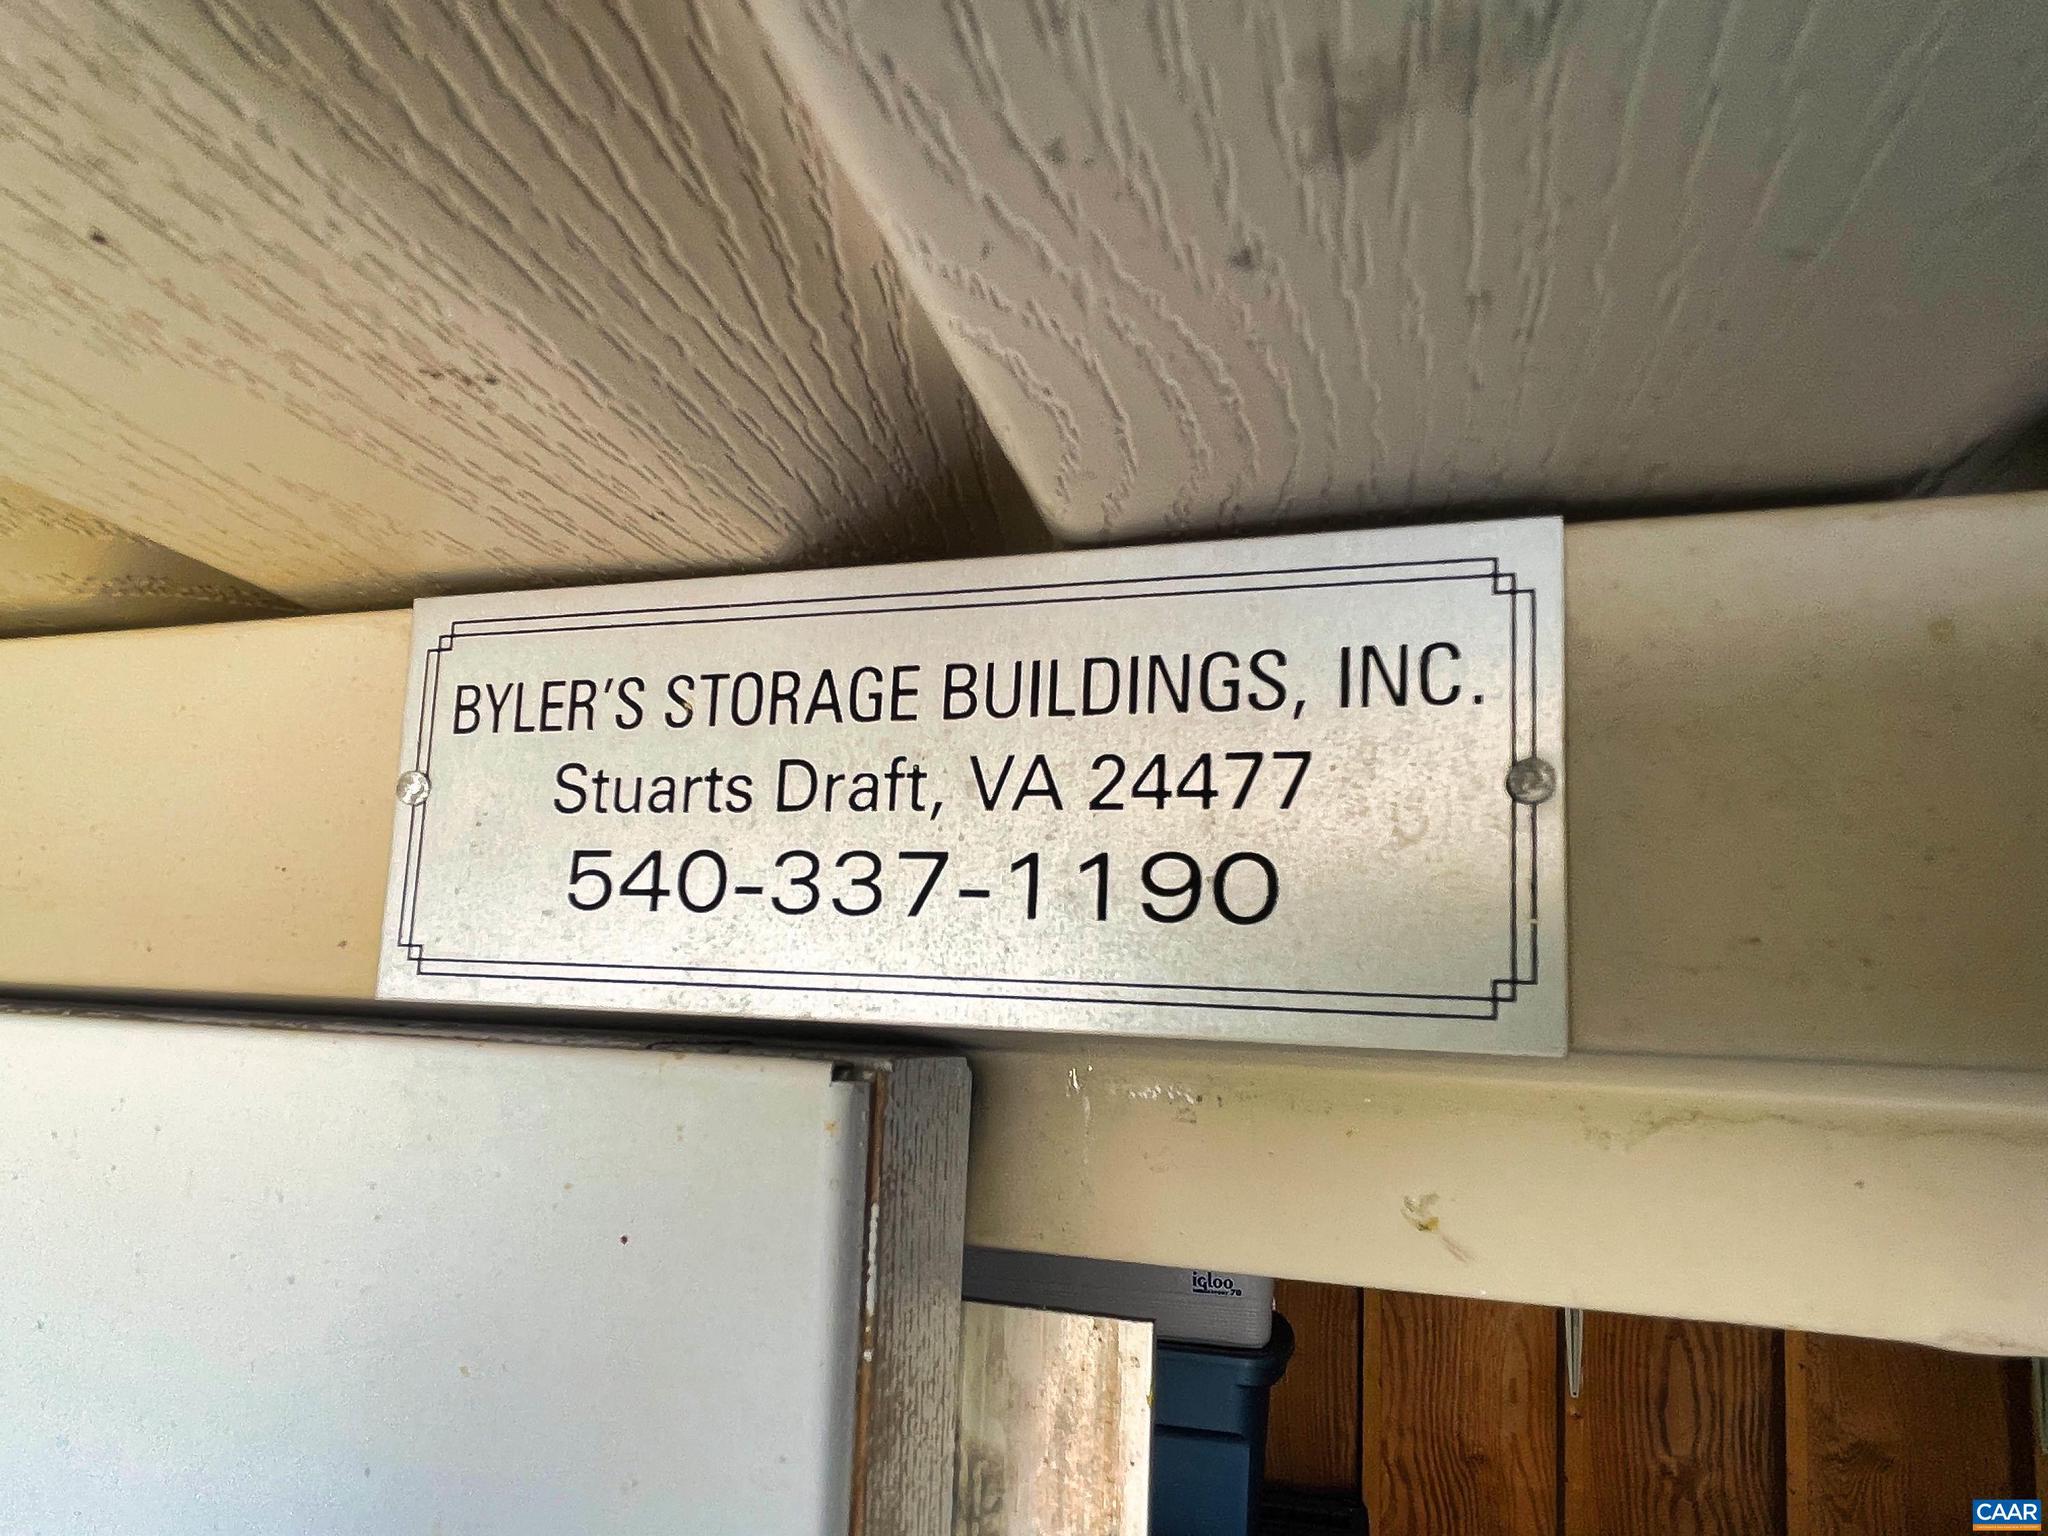 BYLER'S STORAGE BUILDINGS, INC.
Stuarts Draft, VA 24477
540-337-1190
igloo
CAAR